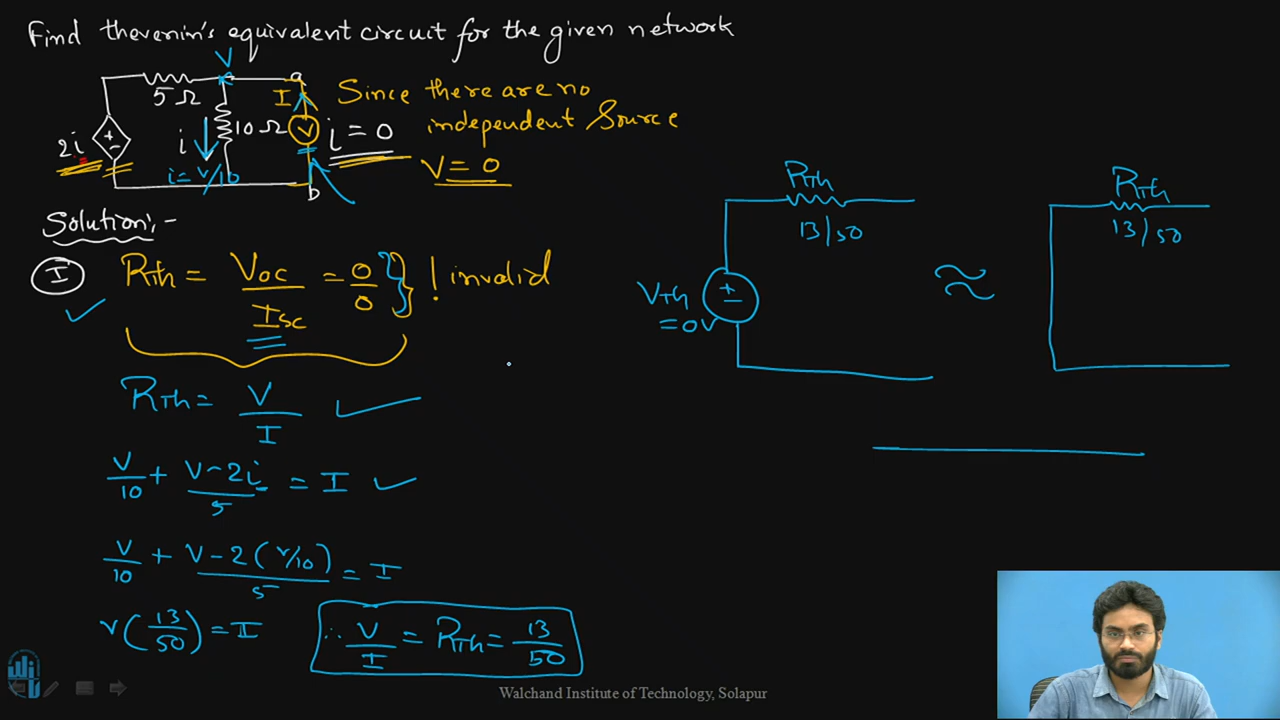 Find thevenin's equivalent circuit for the given network
V
a
5 Ω
I
Since there are no
2i
+
-
i
10 Ω
V
i = 0
independent Source
i = v/10
V = 0
b
Solution:-
I
RTh = VOC / ISC = 0/0 } ! invalid
RTh = V / I
V/10 + V - 2i / 5 = I
V/10 + V - 2(v/10) / 5 = I
v(13/50) = I
∴ V/I = RTh = 13/50
RTh
13/50
VTh
= 0V
+
-
≈
RTh
13/50
Walchand Institute of Technology, Solapur